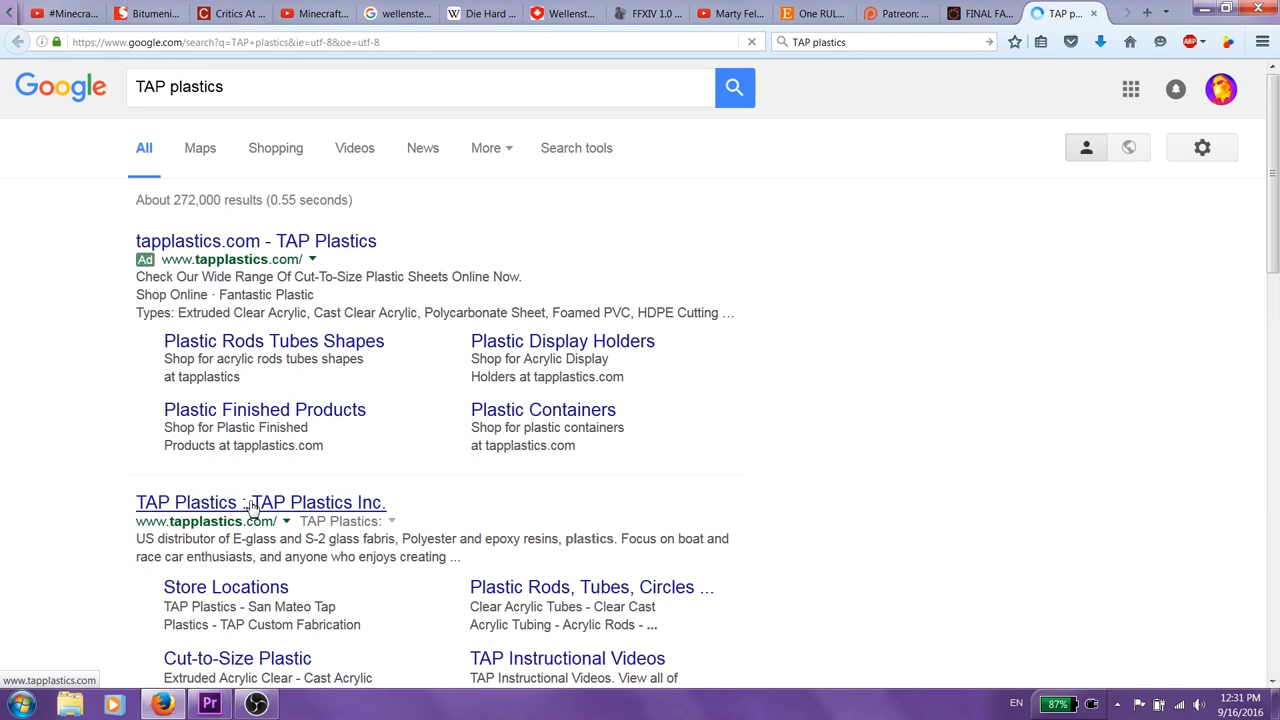 #Minecra...
Bitumeni...
Critics At ...
Minecraft...
wellenste...
Die Hard ...
Wellenst...
FFXIV 1.0 ...
Marty Fel...
One RUL...
Patreon: ...
FINAL FA...
TAP p...
https://www.google.com/search?q=TAP+plastics&ie=utf-8&oe=utf-8
TAP plastics
ABP
Google
TAP plastics
All Maps Shopping Videos News More Search tools
About 272,000 results (0.55 seconds)
tapplastics.com - TAP Plastics
Ad www.tapplastics.com/
Check Our Wide Range Of Cut-To-Size Plastic Sheets Online Now.
Shop Online · Fantastic Plastic
Types: Extruded Clear Acrylic, Cast Clear Acrylic, Polycarbonate Sheet, Foamed PVC, HDPE Cutting ...
Plastic Rods Tubes Shapes
Shop for acrylic rods tubes shapes
at tapplastics
Plastic Display Holders
Shop for Acrylic Display
Holders at tapplastics.com
Plastic Finished Products
Shop for Plastic Finished
Products at tapplastics.com
Plastic Containers
Shop for plastic containers
at tapplastics.com
TAP Plastics : TAP Plastics Inc.
www.tapplastics.com/ TAP Plastics:
US distributor of E-glass and S-2 glass fabris, Polyester and epoxy resins, plastics. Focus on boat and
race car enthusiasts, and anyone who enjoys creating ...
Store Locations
TAP Plastics - San Mateo Tap
Plastics - TAP Custom Fabrication
Plastic Rods, Tubes, Circles ...
Clear Acrylic Tubes - Clear Cast
Acrylic Tubing - Acrylic Rods - ...
Cut-to-Size Plastic
Extruded Acrylic Clear - Cast Acrylic
TAP Instructional Videos
TAP Instructional Videos. View all of
www.tapplastics.com
Pr
EN
87%
12:31 PM
9/16/2016